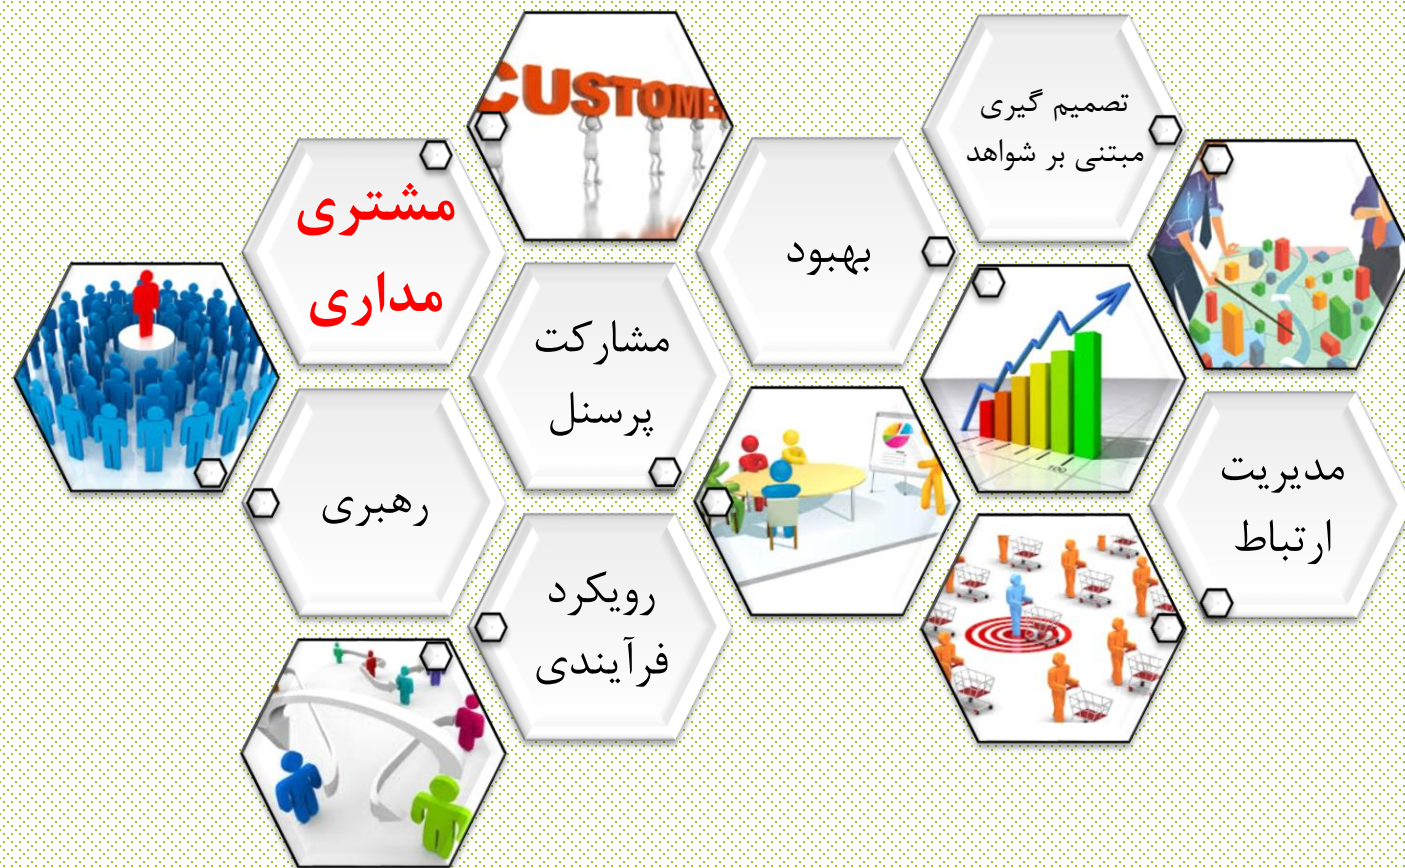 تصمیم گیری
مبتنی بر شواهد
CUSTOME
بهبود
مشتری
مداری
مشارکت
پرسنل
مدیریت
ارتباط
رهبری
رویکرد
فرآیندی